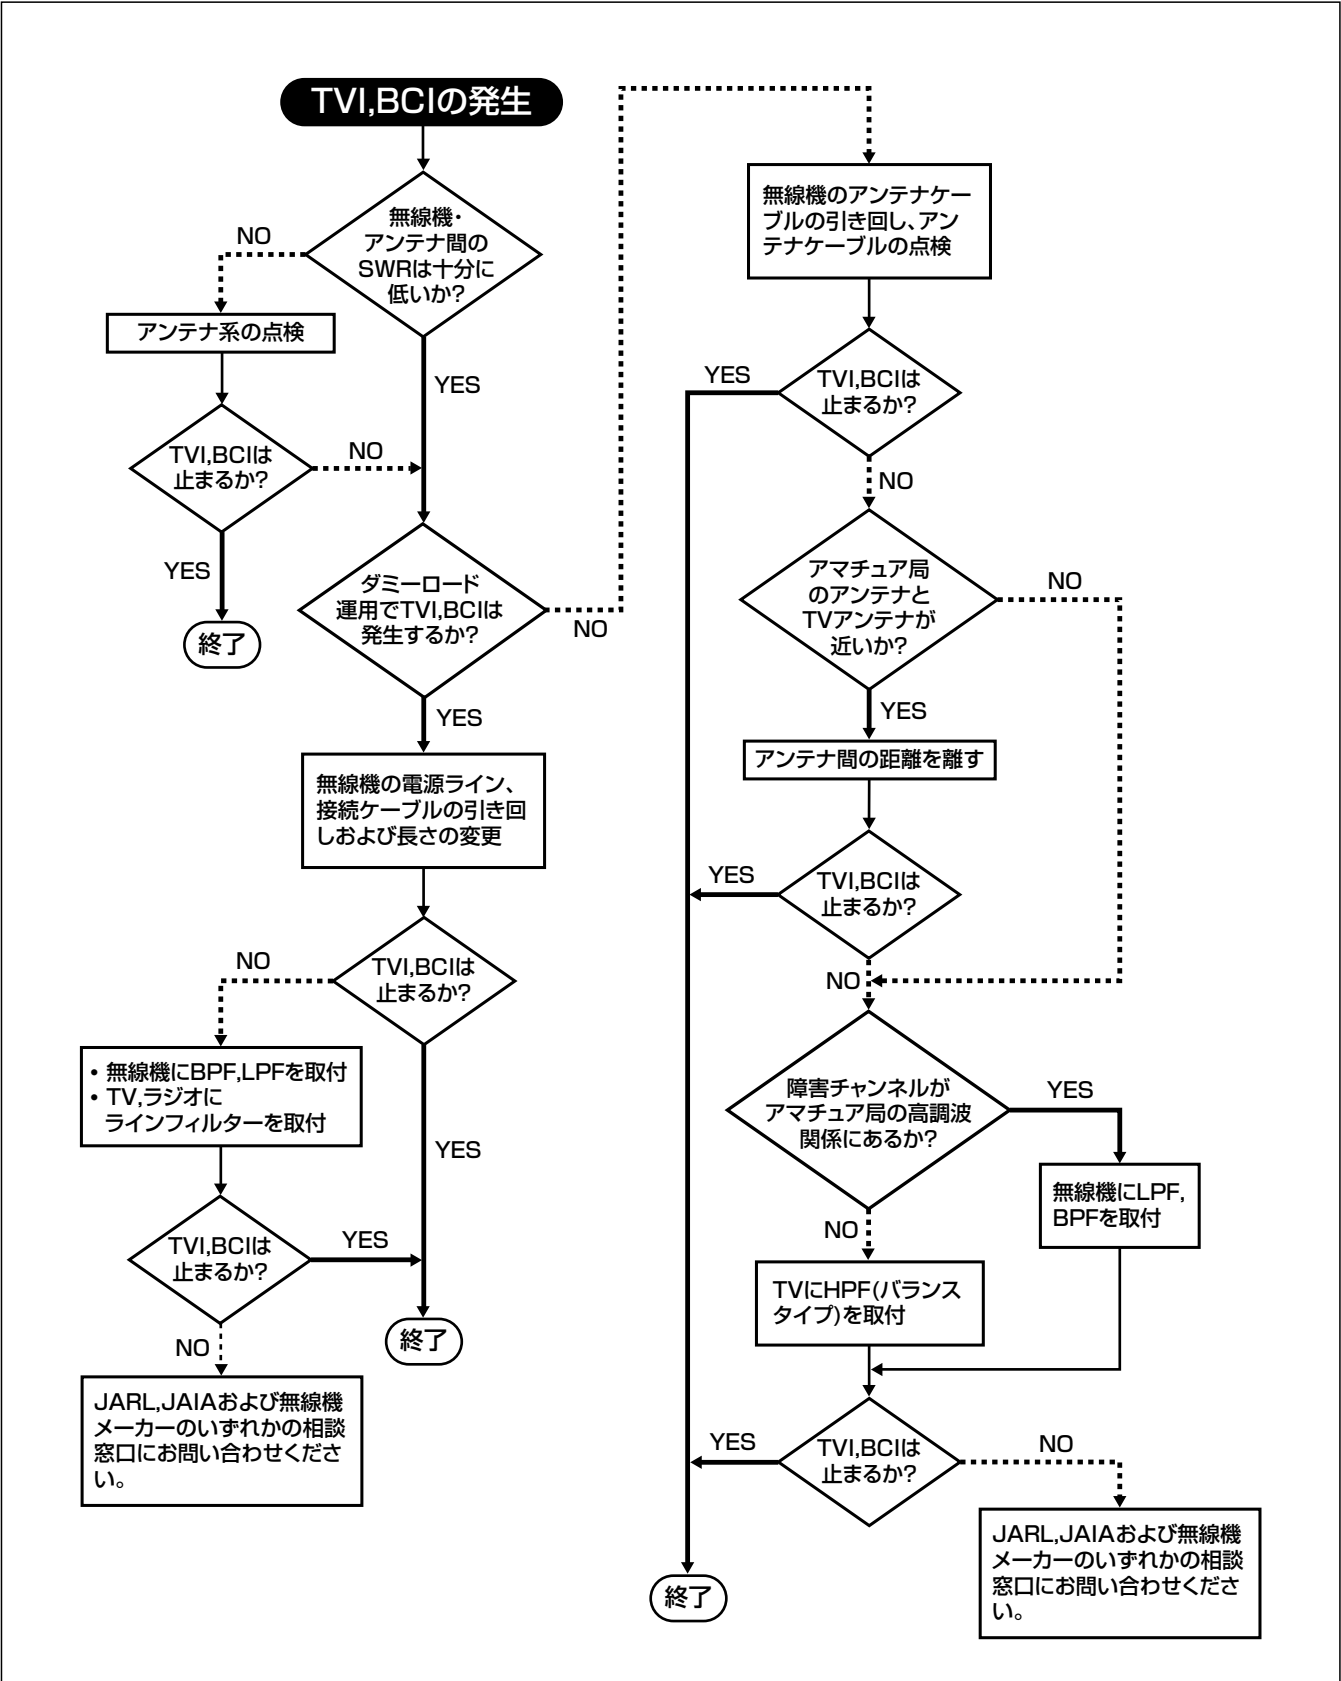 TVI,BCIの発生
無線機・
アンテナ間の
SWRは十分に
低いか?
NO
アンテナ系の点検
YES
TVI,BCIは
止まるか?
NO
YES
終了
ダミーロード
運用でTVI,BCIは
発生するか?
NO
YES
無線機の電源ライン、
接続ケーブルの引き回
しおよび長さの変更
TVI,BCIは
止まるか?
NO
・無線機にBPF,LPFを取付
・TV,ラジオに
ラインフィルターを取付
YES
TVI,BCIは
止まるか?
YES
終了
NO
JARL,JAIAおよび無線機
メーカーのいずれかの相談
窓口にお問い合わせくださ
い。
無線機のアンテナケー
ブルの引き回し、アン
テナケーブルの点検
TVI,BCIは
止まるか?
YES
NO
アマチュア局
のアンテナと
TVアンテナが
近いか?
NO
YES
アンテナ間の距離を離す
TVI,BCIは
止まるか?
YES
NO
障害チャンネルが
アマチュア局の高調波
関係にあるか?
YES
無線機にLPF,
BPFを取付
NO
TVにHPF(バランス
タイプ)を取付
TVI,BCIは
止まるか?
YES
NO
終了
JARL,JAIAおよび無線機
メーカーのいずれかの相談
窓口にお問い合わせくださ
い。